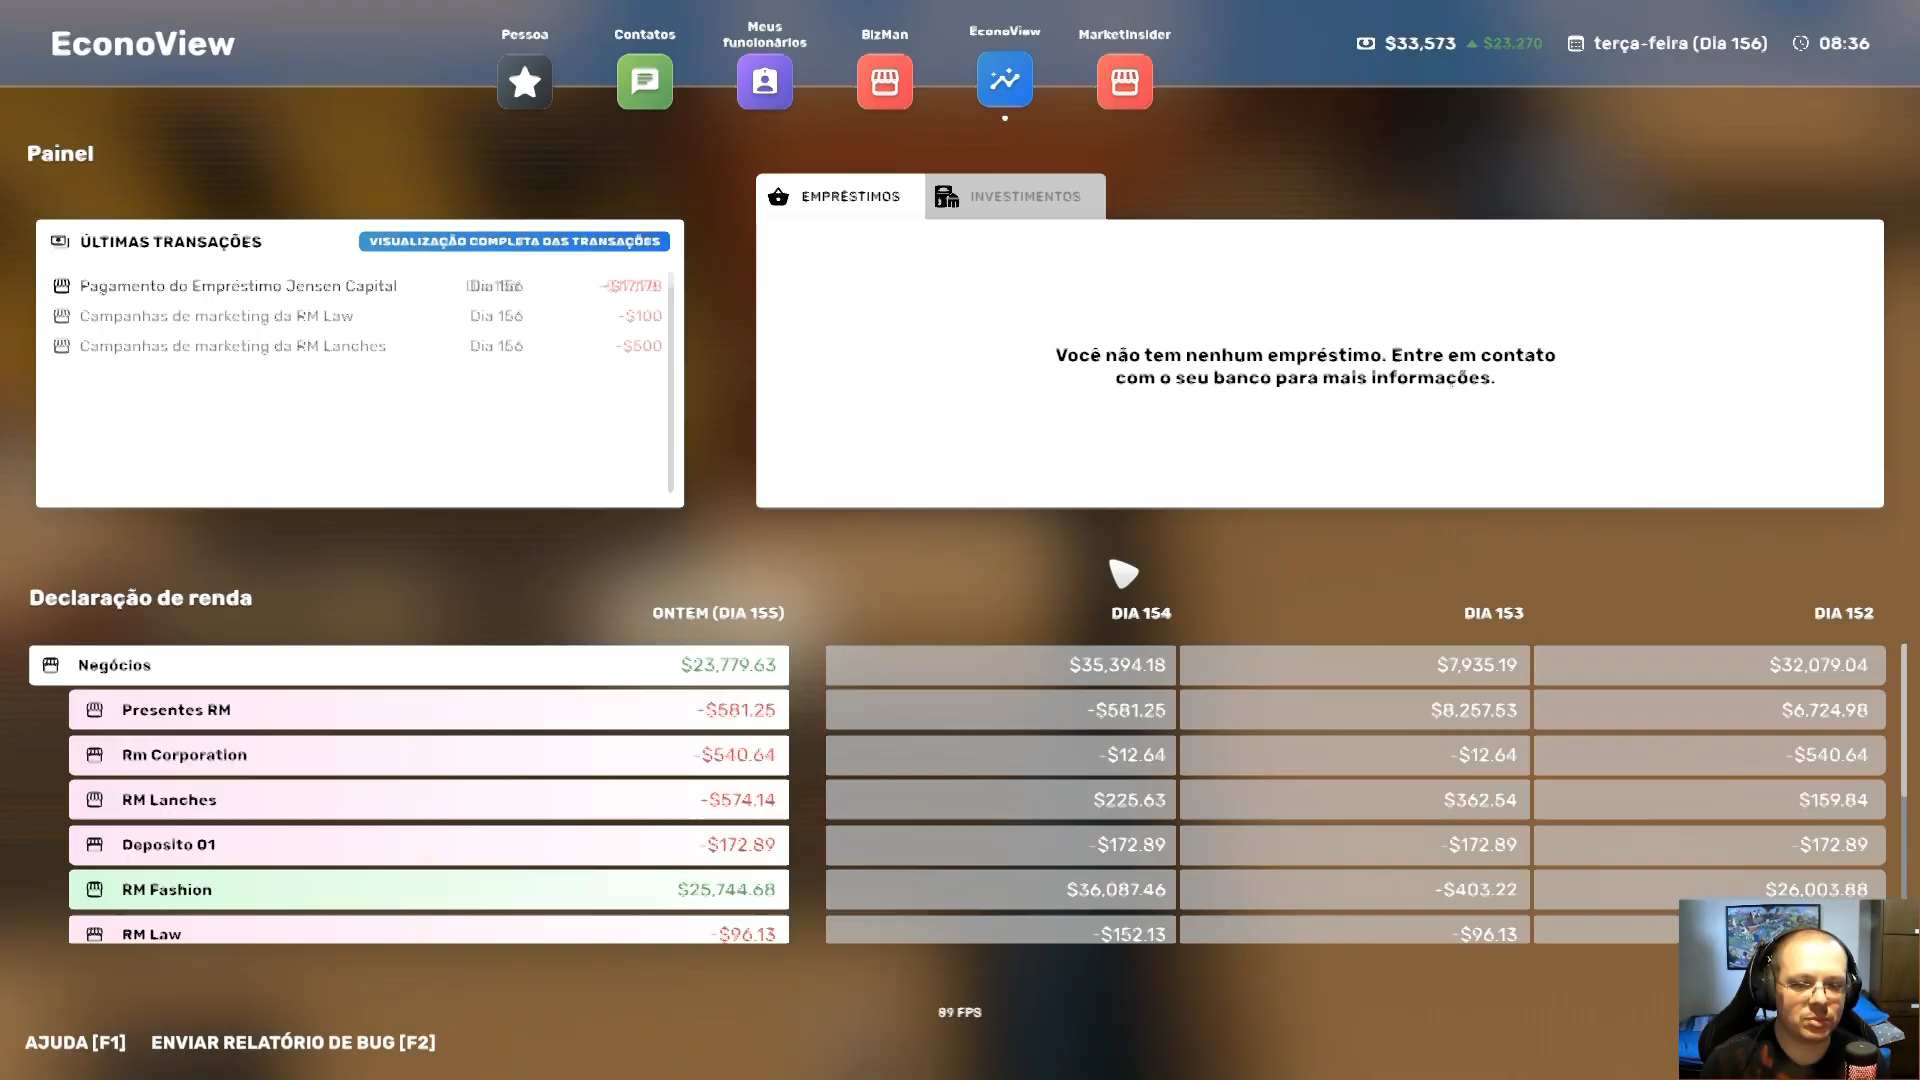 EconoView
Pessoa
Contatos
Meus funcionários
BizMan
EconoView
MarketInsider
$33,573 ▲ $23,270
terça-feira (Dia 156)
08:36
Painel
EMPRÉSTIMOS
INVESTIMENTOS
ÚLTIMAS TRANSAÇÕES
VISUALIZAÇÃO COMPLETA DAS TRANSAÇÕES
Pagamento do Empréstimo Jensen Capital Dia 156 -$17,178
Campanhas de marketing da RM Law Dia 156 -$100
Campanhas de marketing da RM Lanches Dia 156 -$500
Você não tem nenhum empréstimo. Entre em contato
com o seu banco para mais informações.
Declaração de renda
ONTEM (DIA 155) DIA 154 DIA 153 DIA 152
Negócios $23,779.63 $35,394.18 $7,935.19 $32,079.04
Presentes RM -$581.25 -$581.25 $8,257.53 $6,724.98
Rm Corporation -$540.64 -$12.64 -$12.64 -$540.64
RM Lanches -$574.14 $225.63 $362.54 $159.84
Deposito 01 -$172.89 -$172.89 -$172.89 -$172.89
RM Fashion $25,744.68 $36,087.46 -$403.22 $26,003.88
RM Law -$96.13 -$152.13 -$96.13
89 FPS
AJUDA [F1] ENVIAR RELATÓRIO DE BUG [F2]